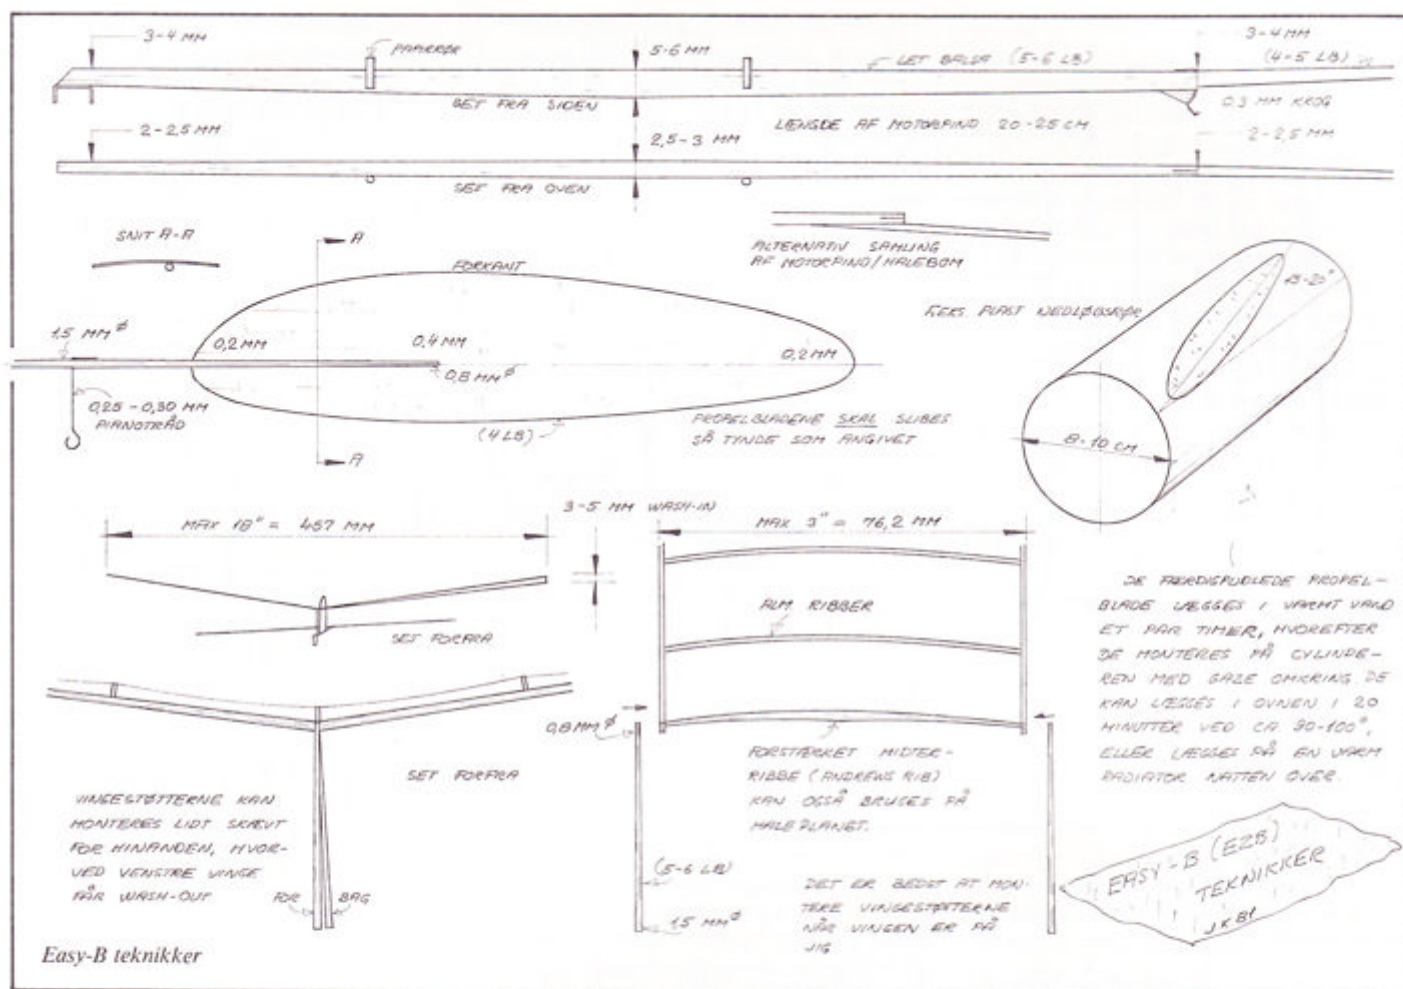 3-4 MM
PAPIRRØR
5-6 MM
LET BALSA (5-6 LB)
3-4 MM
(4-5 LB)
SET FRA SIDEN
0.3 MM KROG
LÆNGDE AF MOTORPIND 20-25 CM
2-2,5 MM
2,5-3 MM
2-2,5 MM
SET FRA OVEN
SNIT A-A
A
ALTERNATIV SAMLING
AF MOTORPIND/HALEBOM
FORKANT
F.EKS. PLAST NEDLØBSRØR
15-20°
1.5 MM Ø
0,2 MM
0,4 MM
0,2 MM
0,8 MM Ø
0,25-0,30 MM
PIANOTRÅD
(4 LB)
PROPELBLADENE SKAL SLIBES
SÅ TYNDE SOM ANGIVET
A
8-10 CM
MAX 18" = 457 MM
3-5 MM WASH-IN
MAX 3" = 76,2 MM
SET FORFRA
ALM RIBBER
DE FÆRDIGPUDLEDE PROPEL-
BLADE LÆGGES I VARMT VAND
ET PAR TIMER, HVOREFTER
DE MONTERES PÅ CYLINDE-
REN MED GAZE OMKRING. DE
KAN LÆGGES I OVNEN I 20
MINUTTER VED CA 90-100°,
ELLER LÆGGES PÅ EN VARM
RADIATOR NATTEN OVER.
0,8 MM Ø
SET FORFRA
FORSTÆRKET MIDTER-
RIBBE (ANDREWS RIB)
KAN OGSÅ BRUGES PÅ
HALEPLANET.
VINGESTØTTERNE KAN
MONTERES LIDT SKÆVT
FOR HINANDEN, HVOR-
VED VENSTRE VINGE
FÅR WASH-OUT
FOR
BAG
(5-6 LB)
1.5 MM Ø
DET ER BEDST AT MON-
TERE VINGESTØTTERNE
NÅR VINGEN ER PÅ
JIG
EASY-B (EZB)
TEKNIKKER
JK 81
Easy-B teknikker